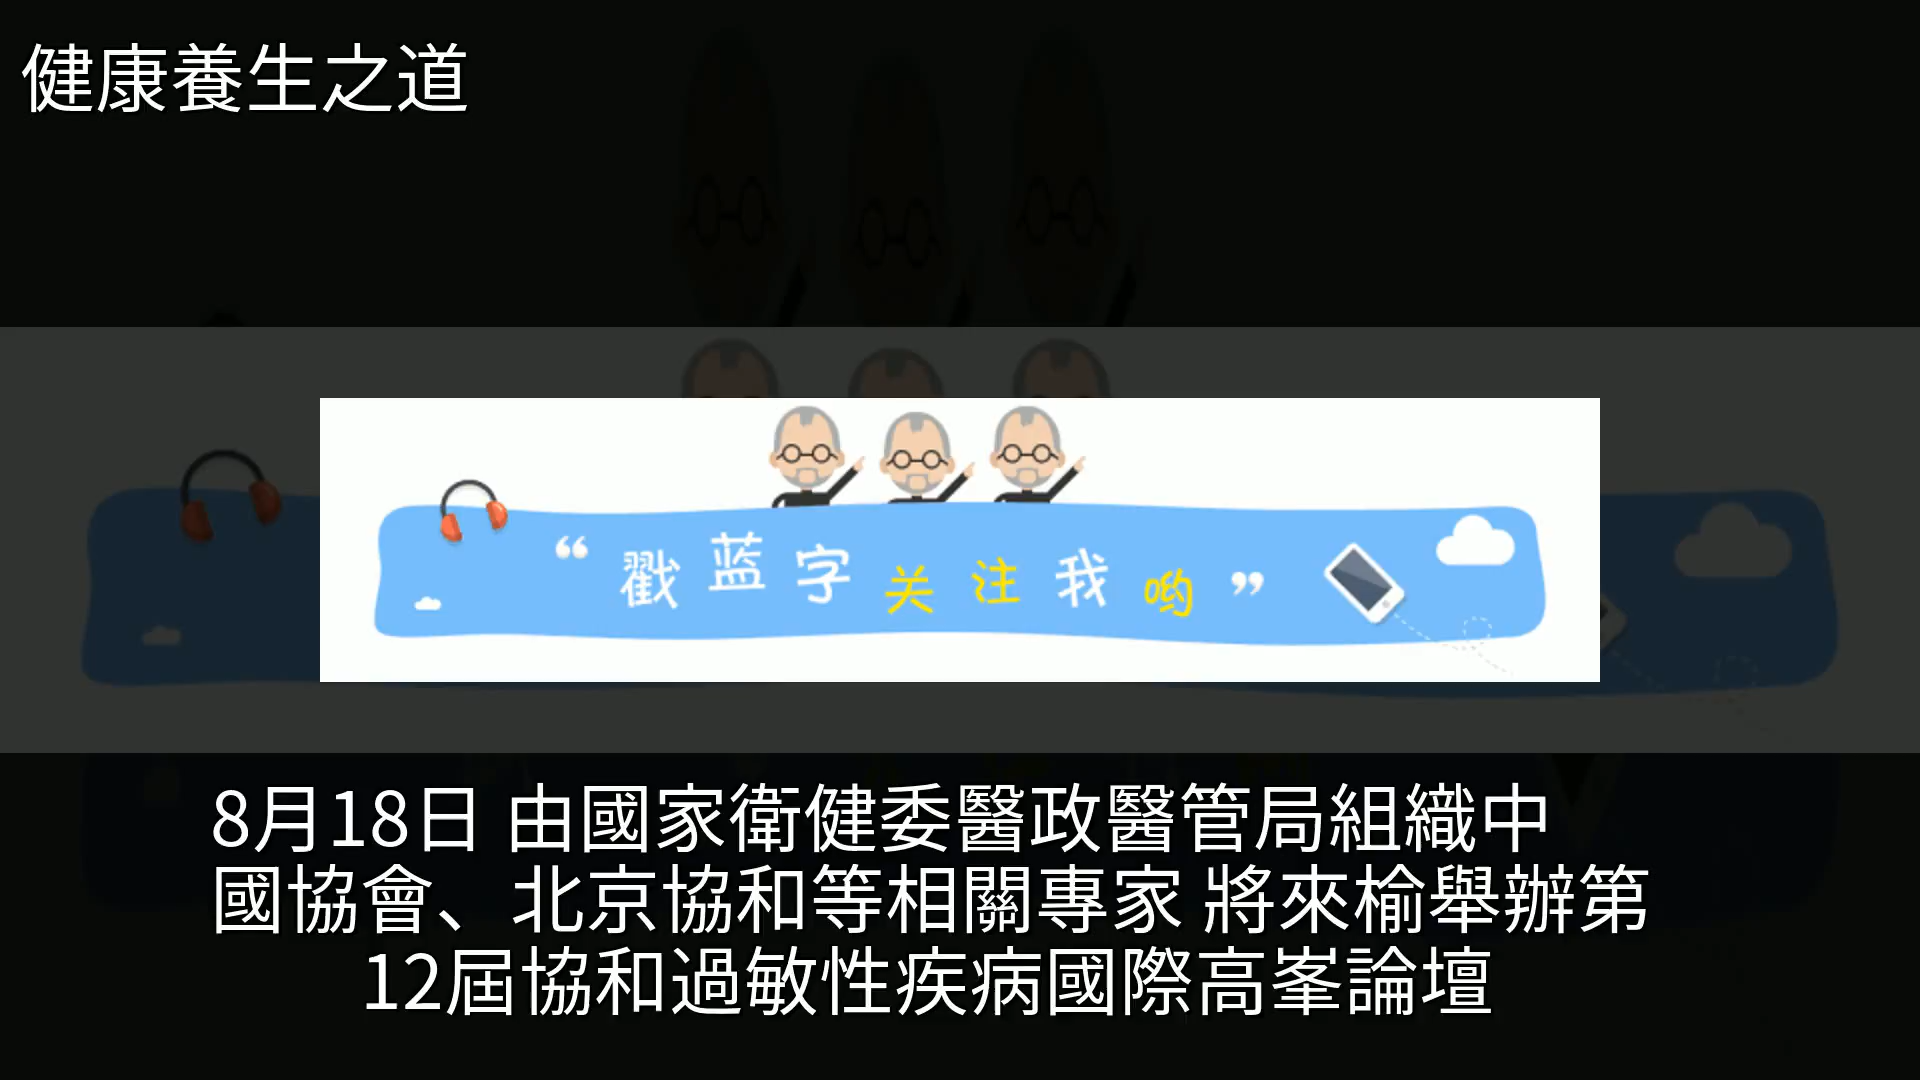 健康養生之道
“戳蓝字关注我哟”
8月18日 由國家衛健委醫政醫管局組織中
國協會、北京協和等相關專家 將來榆舉辦第
12屆協和過敏性疾病國際高峯論壇